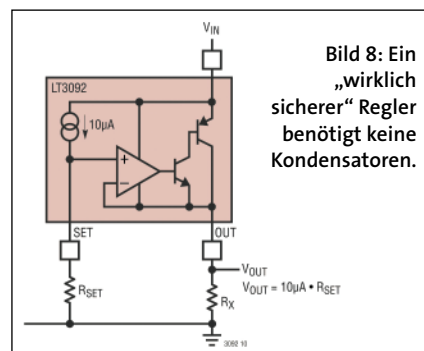 VIN
Bild 8: Ein
„wirklich
sicherer“ Regler
benötigt keine
Kondensatoren.
LT3092
10µA
+
–
SET
OUT
RSET
VOUT
VOUT = 10µA • RSET
RX
3092 10